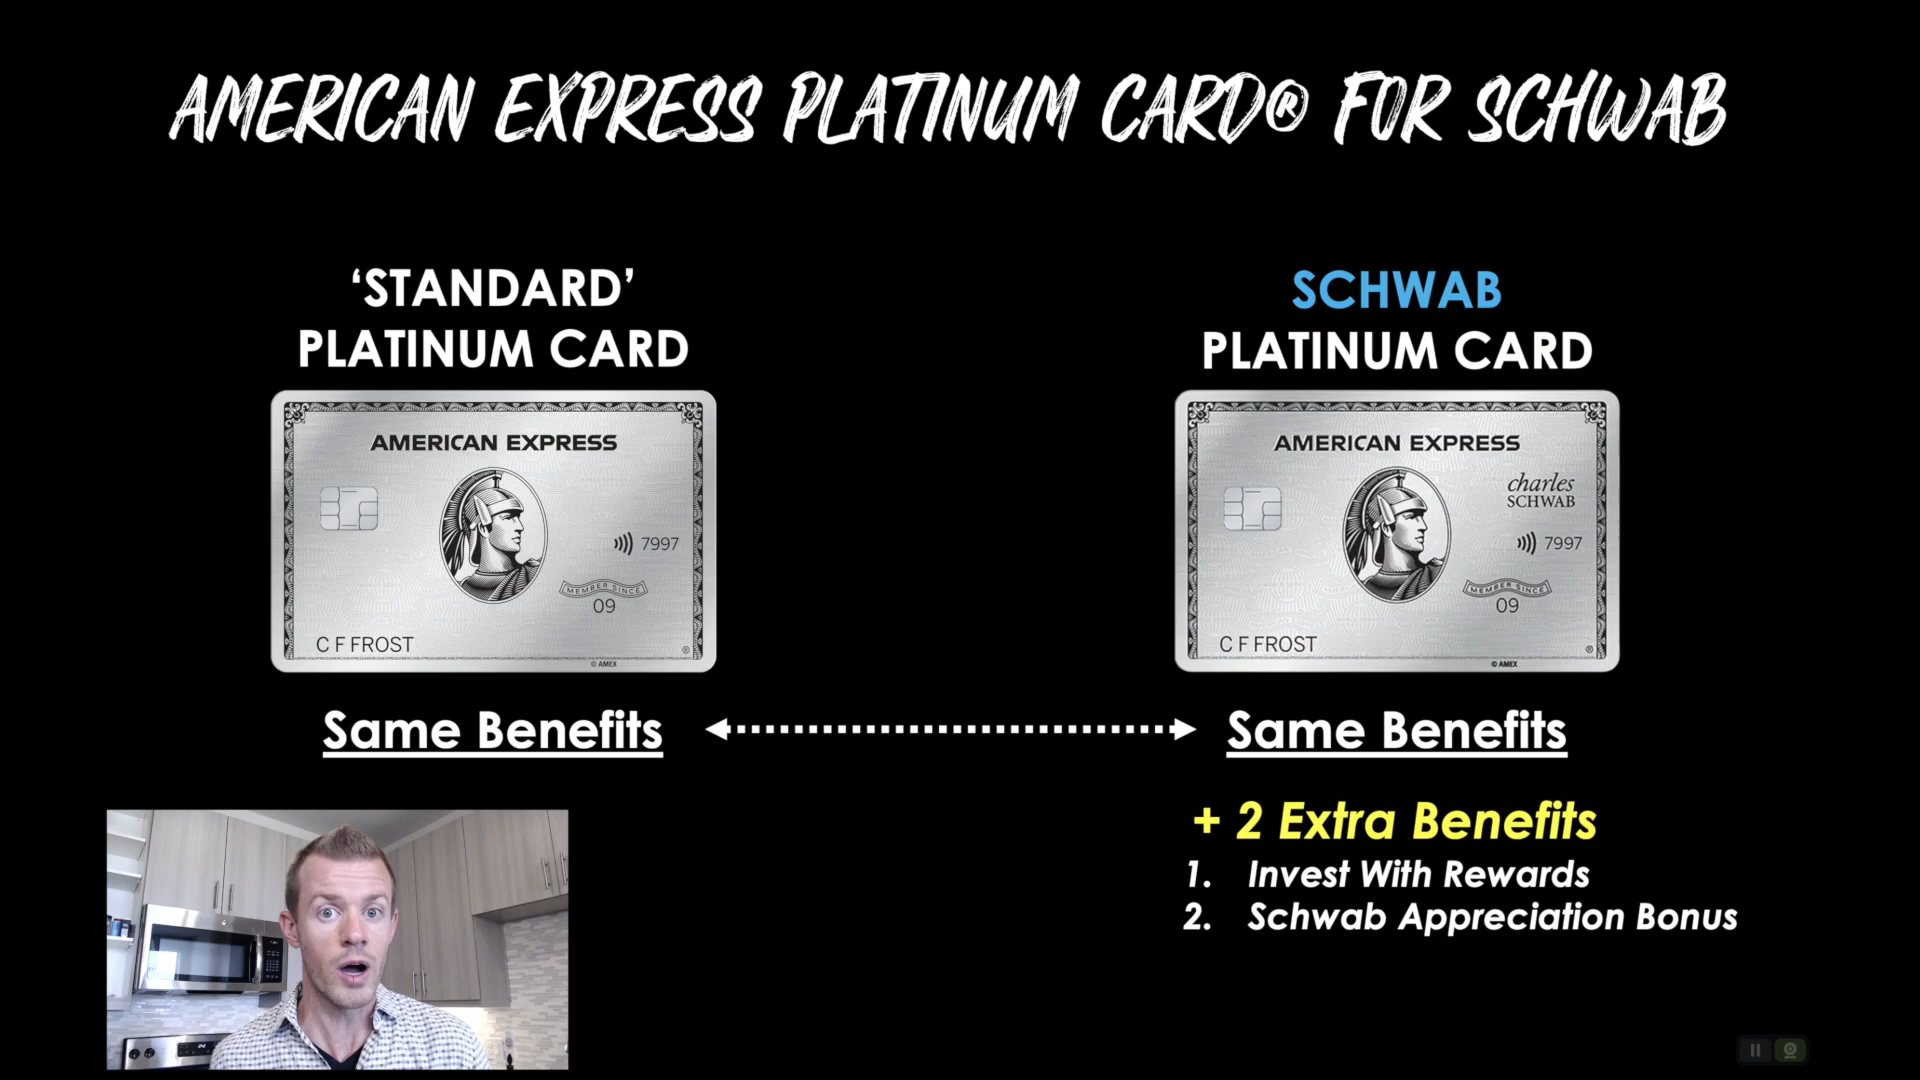 AMERICAN EXPRESS PLATINUM CARD® FOR SCHWAB
‘STANDARD’
PLATINUM CARD
AMERICAN EXPRESS
7997
MEMBER SINCE
09
C F FROST
®
© AMEX
Same Benefits
SCHWAB
PLATINUM CARD
AMERICAN EXPRESS
charles
SCHWAB
7997
MEMBER SINCE
09
C F FROST
®
© AMEX
Same Benefits
+ 2 Extra Benefits
1. Invest With Rewards
2. Schwab Appreciation Bonus